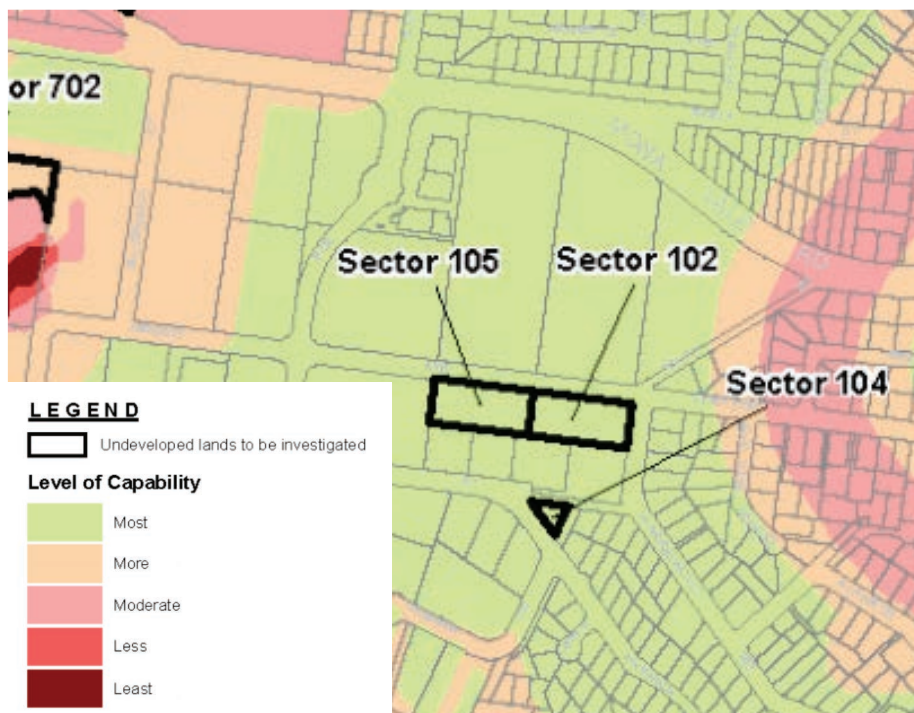 or 702
Sector 105
Sector 102
Sector 104
LEGEND
Undeveloped lands to be investigated
Level of Capability
Most
More
Moderate
Less
Least